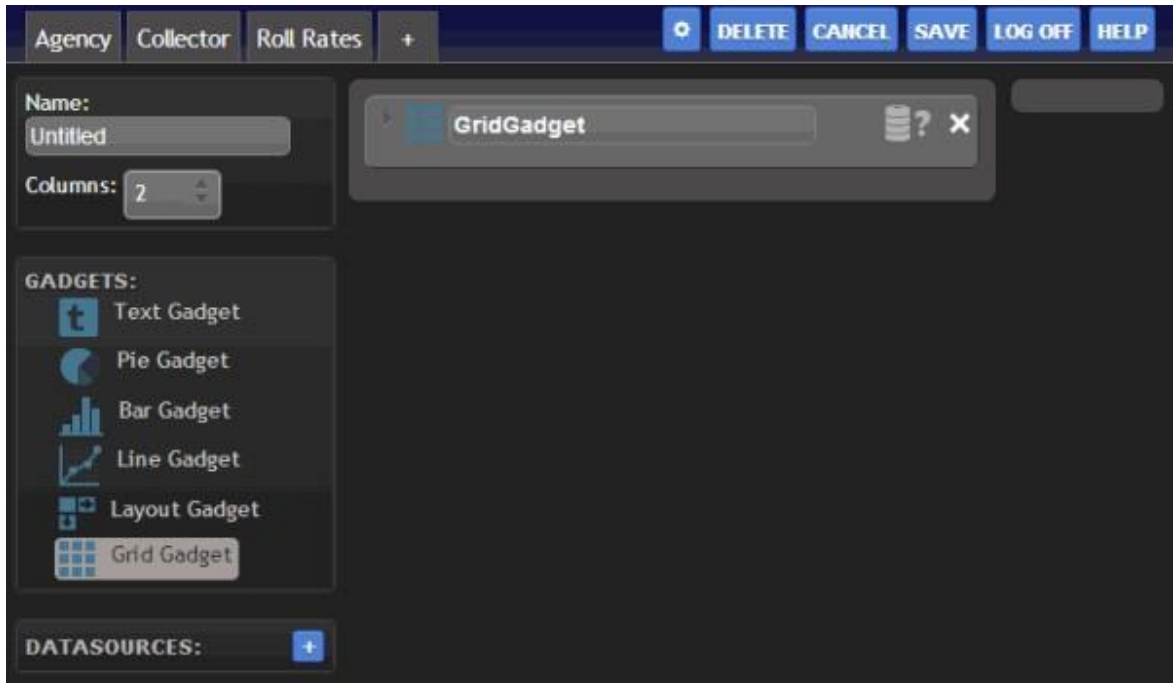 Agency Collector Roll Rates + DELETE CANCEL SAVE LOG OFF HELP
Name:
Untitled
Columns: 2
GridGadget ?
GADGETS:
Text Gadget
Pie Gadget
Bar Gadget
Line Gadget
Layout Gadget
Grid Gadget
DATASOURCES: +